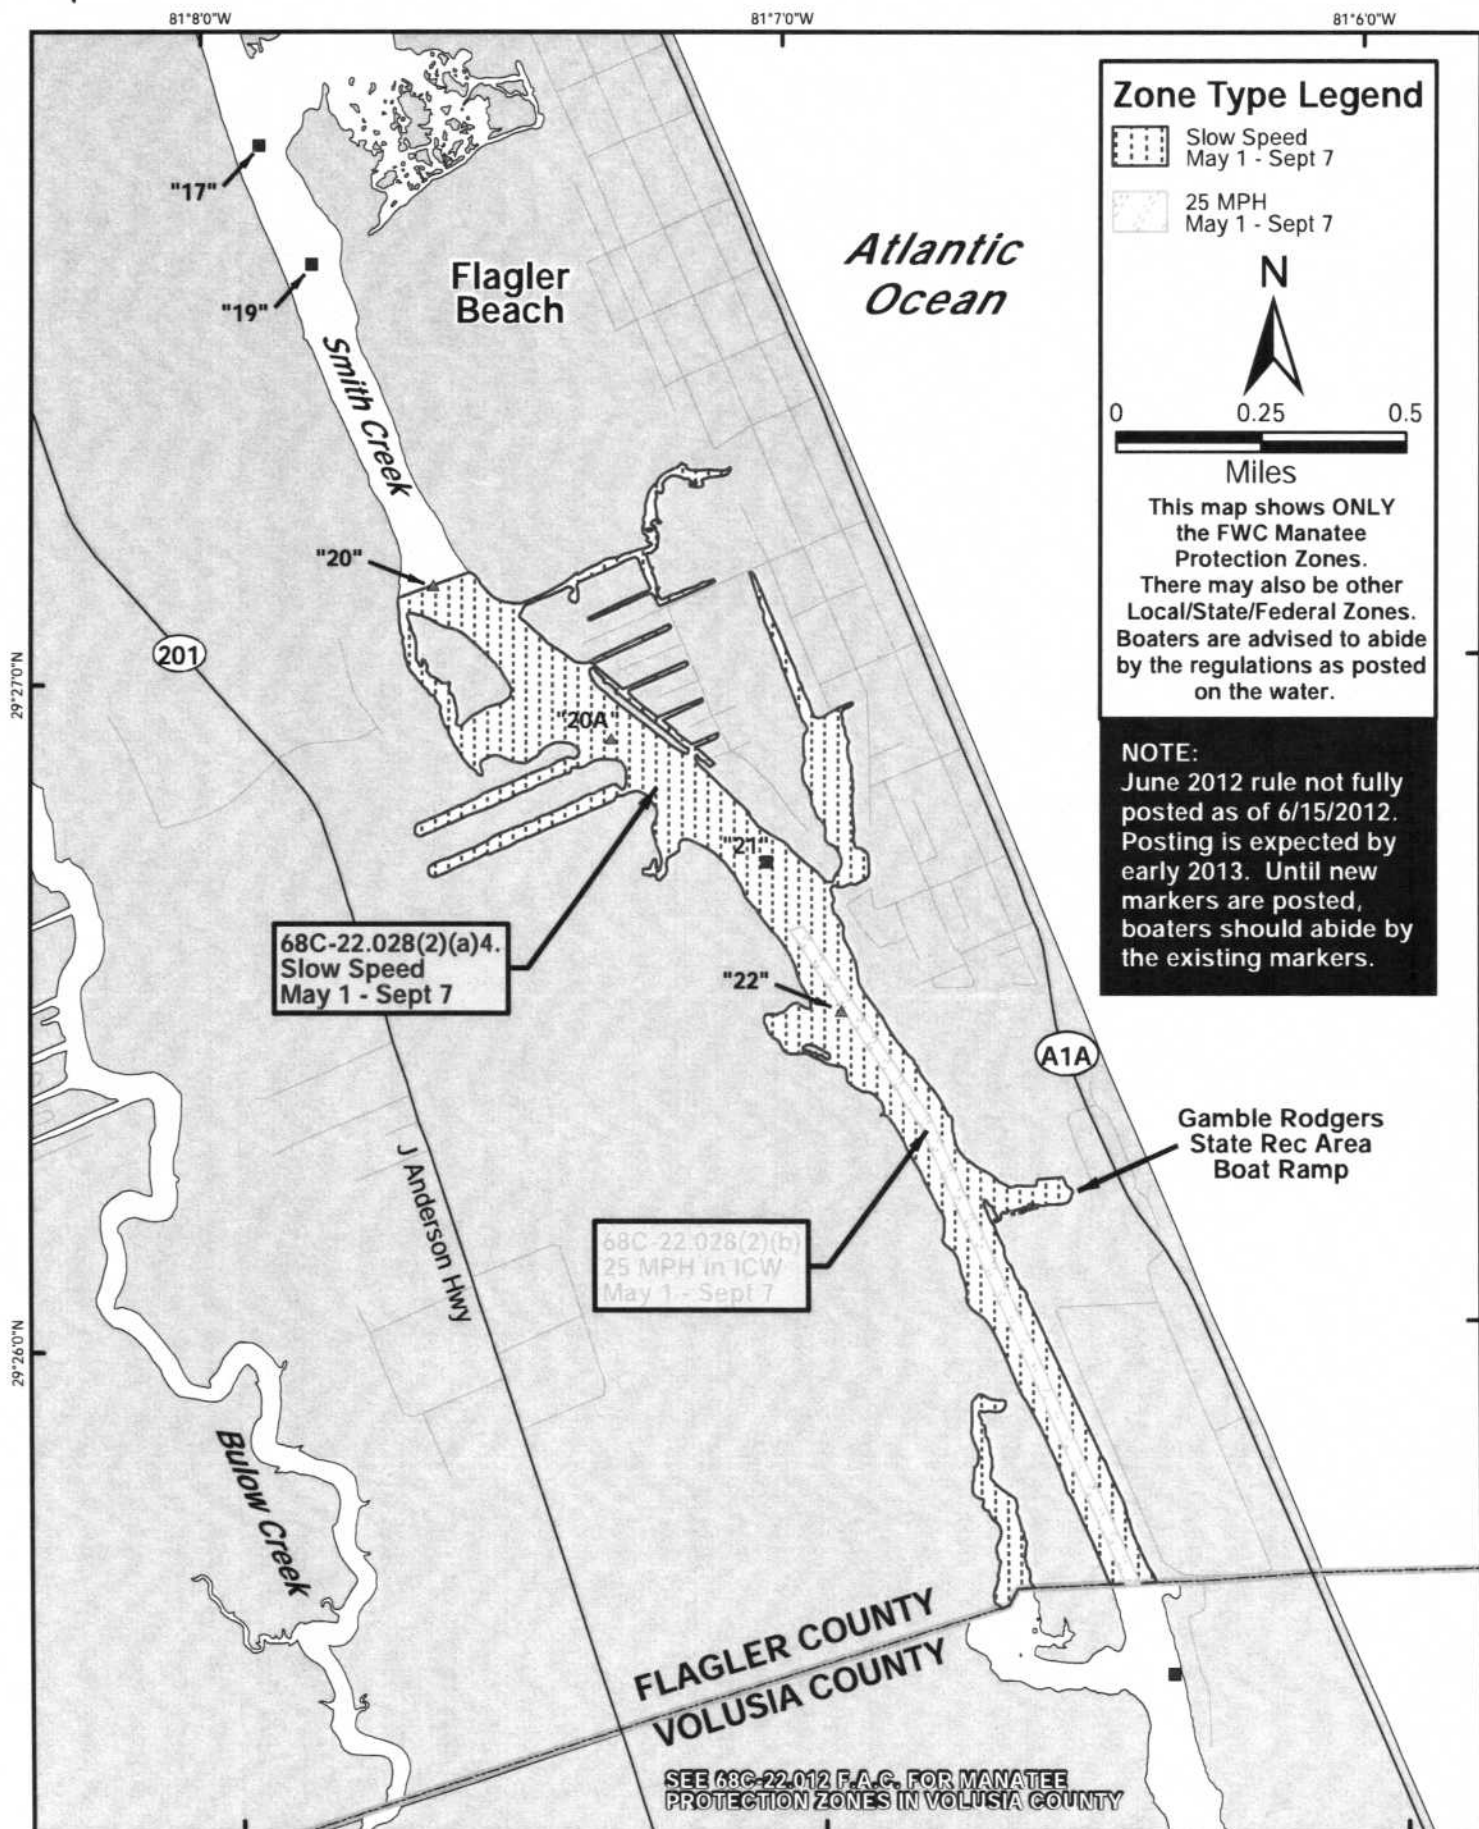 81°8'0"W
81°7'0"W
81°6'0"W
Zone Type Legend
Slow Speed
May 1 - Sept 7
25 MPH
May 1 - Sept 7
N
0
0.25
0.5
Miles
This map shows ONLY
the FWC Manatee
Protection Zones.
There may also be other
Local/State/Federal Zones.
Boaters are advised to abide
by the regulations as posted
on the water.
NOTE:
June 2012 rule not fully
posted as of 6/15/2012.
Posting is expected by
early 2013. Until new
markers are posted,
boaters should abide by
the existing markers.
"17"
"19"
Flagler
Beach
Atlantic
Ocean
Smith Creek
"20"
201
29°27'0"N
"20A"
"21"
68C-22.028(2)(a)4.
Slow Speed
May 1 - Sept 7
"22"
A1A
Gamble Rodgers
State Rec Area
Boat Ramp
J Anderson Hwy
68C-22.028(2)(b)
25 MPH in ICW
May 1 - Sept 7
29°26'0"N
Bulow Creek
FLAGLER COUNTY
VOLUSIA COUNTY
SEE 68C-22.012 F.A.C. FOR MANATEE
PROTECTION ZONES IN VOLUSIA COUNTY